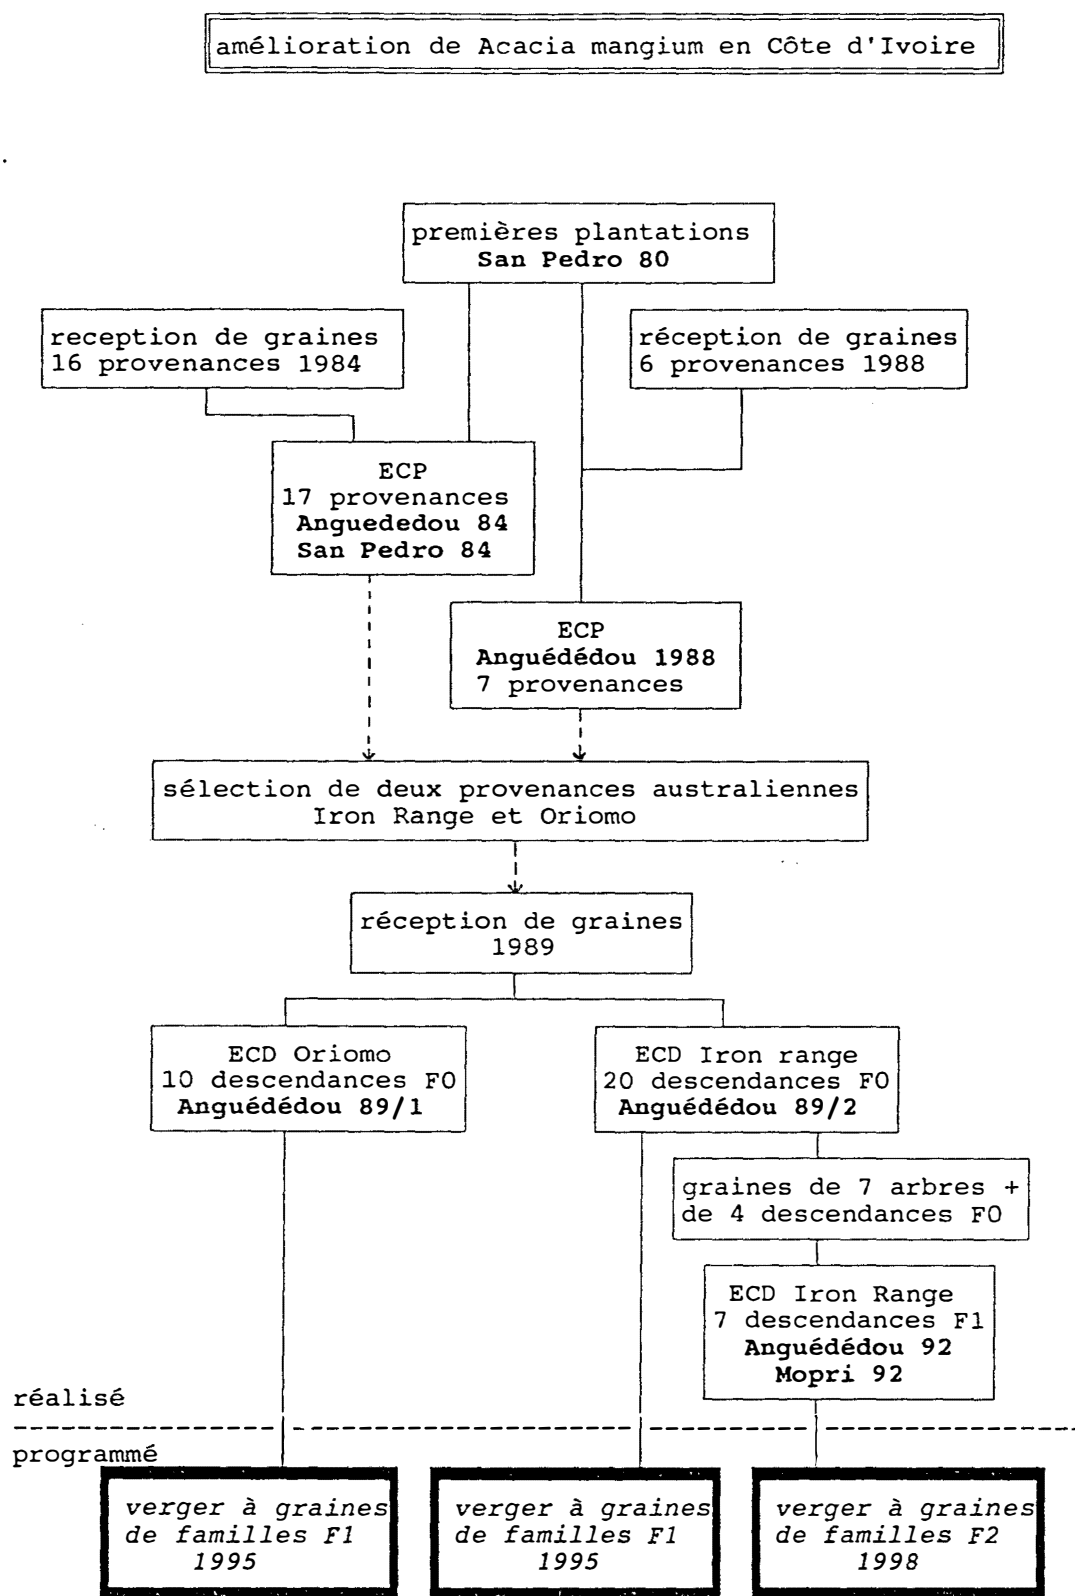 amélioration de Acacia mangium en Côte d'Ivoire
premières plantations
San Pedro 80
reception de graines
16 provenances 1984
réception de graines
6 provenances 1988
ECP
17 provenances
Anguededou 84
San Pedro 84
ECP
Anguédédou 1988
7 provenances
sélection de deux provenances australiennes
Iron Range et Oriomo
réception de graines
1989
ECD Oriomo
10 descendances F0
Anguédédou 89/1
ECD Iron range
20 descendances F0
Anguédédou 89/2
graines de 7 arbres +
de 4 descendances F0
ECD Iron Range
7 descendances F1
Anguédédou 92
Mopri 92
réalisé
programmé
verger à graines
de familles F1
1995
verger à graines
de familles F1
1995
verger à graines
de familles F2
1998